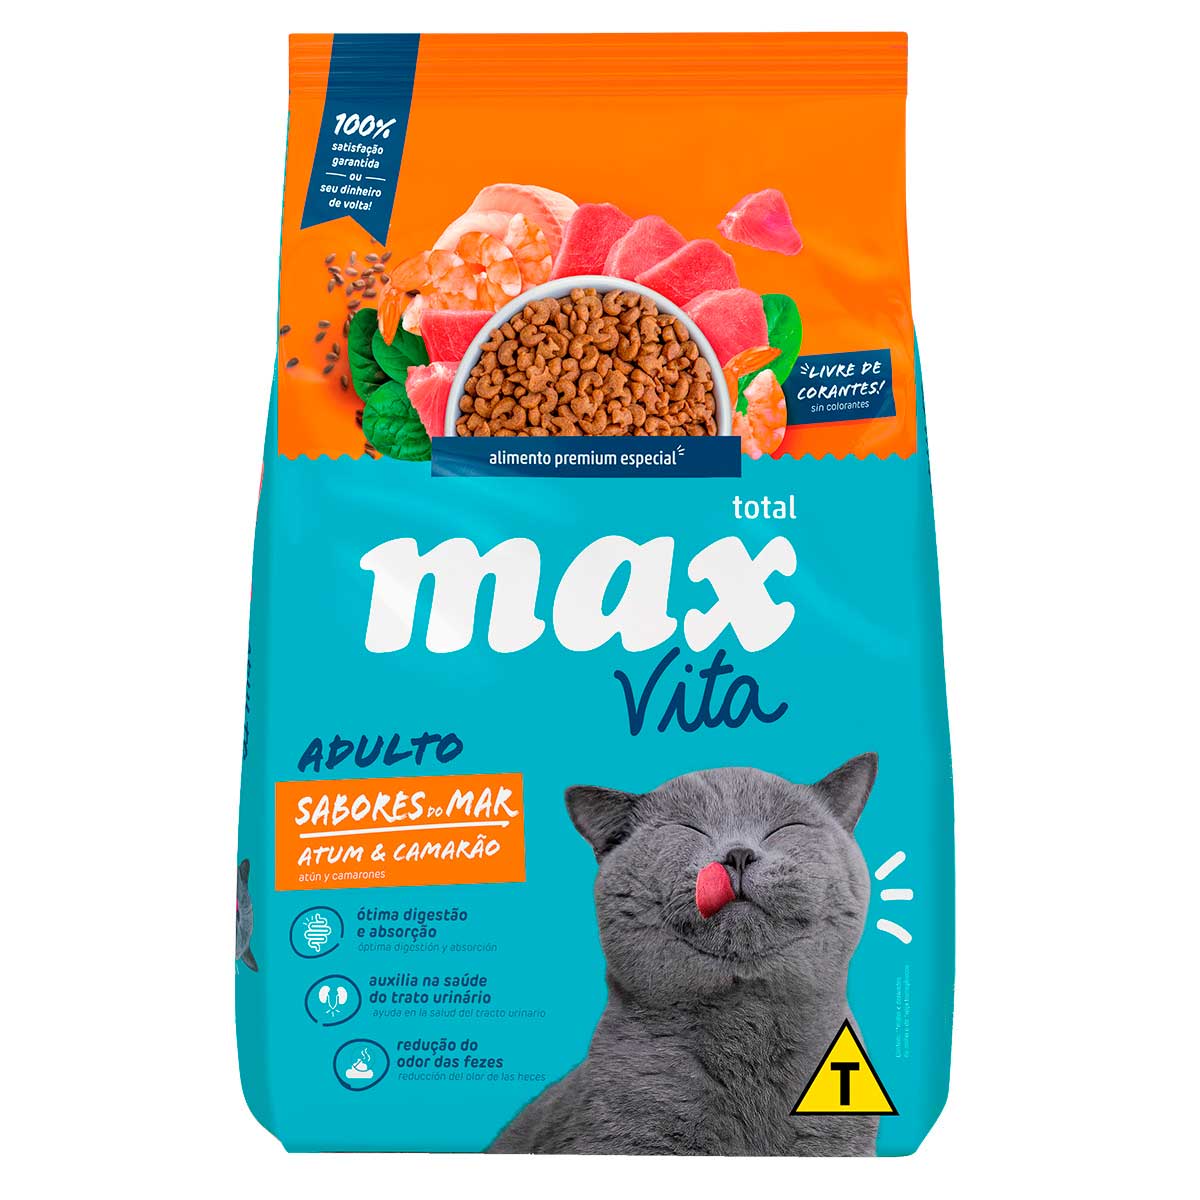 100%
satisfação
garantida
ou
seu dinheiro
de volta!
LIVRE DE
CORANTES!
sin colorantes
alimento premium especial
total
max
Vita
ADULTO
SABORES DO MAR
ATUM & CAMARÃO
atún y camarones
ótima digestão
e absorção
óptima digestión y absorción
auxilia na saúde
do trato urinário
ayuda en la salud del tracto urinario
redução do
odor das fezes
reducción del olor de las heces
T